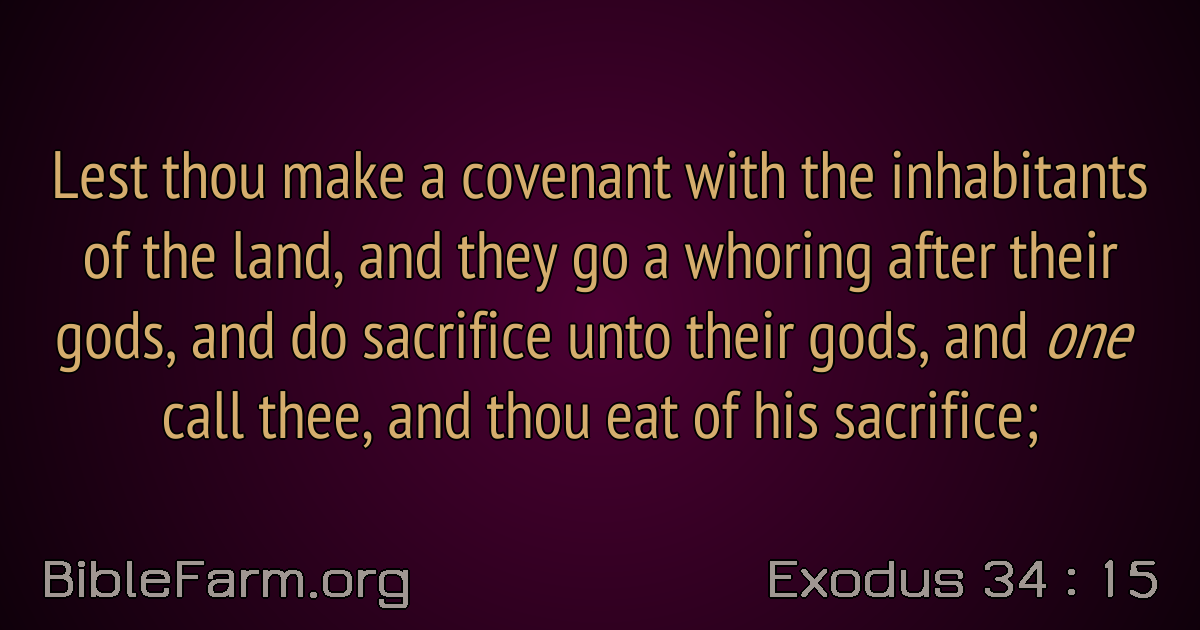 Lest thou make a covenant with the inhabitants
of the land, and they go a whoring after their
gods, and do sacrifice unto their gods, and one
call thee, and thou eat of his sacrifice;
BibleFarm.org
Exodus 34 : 15